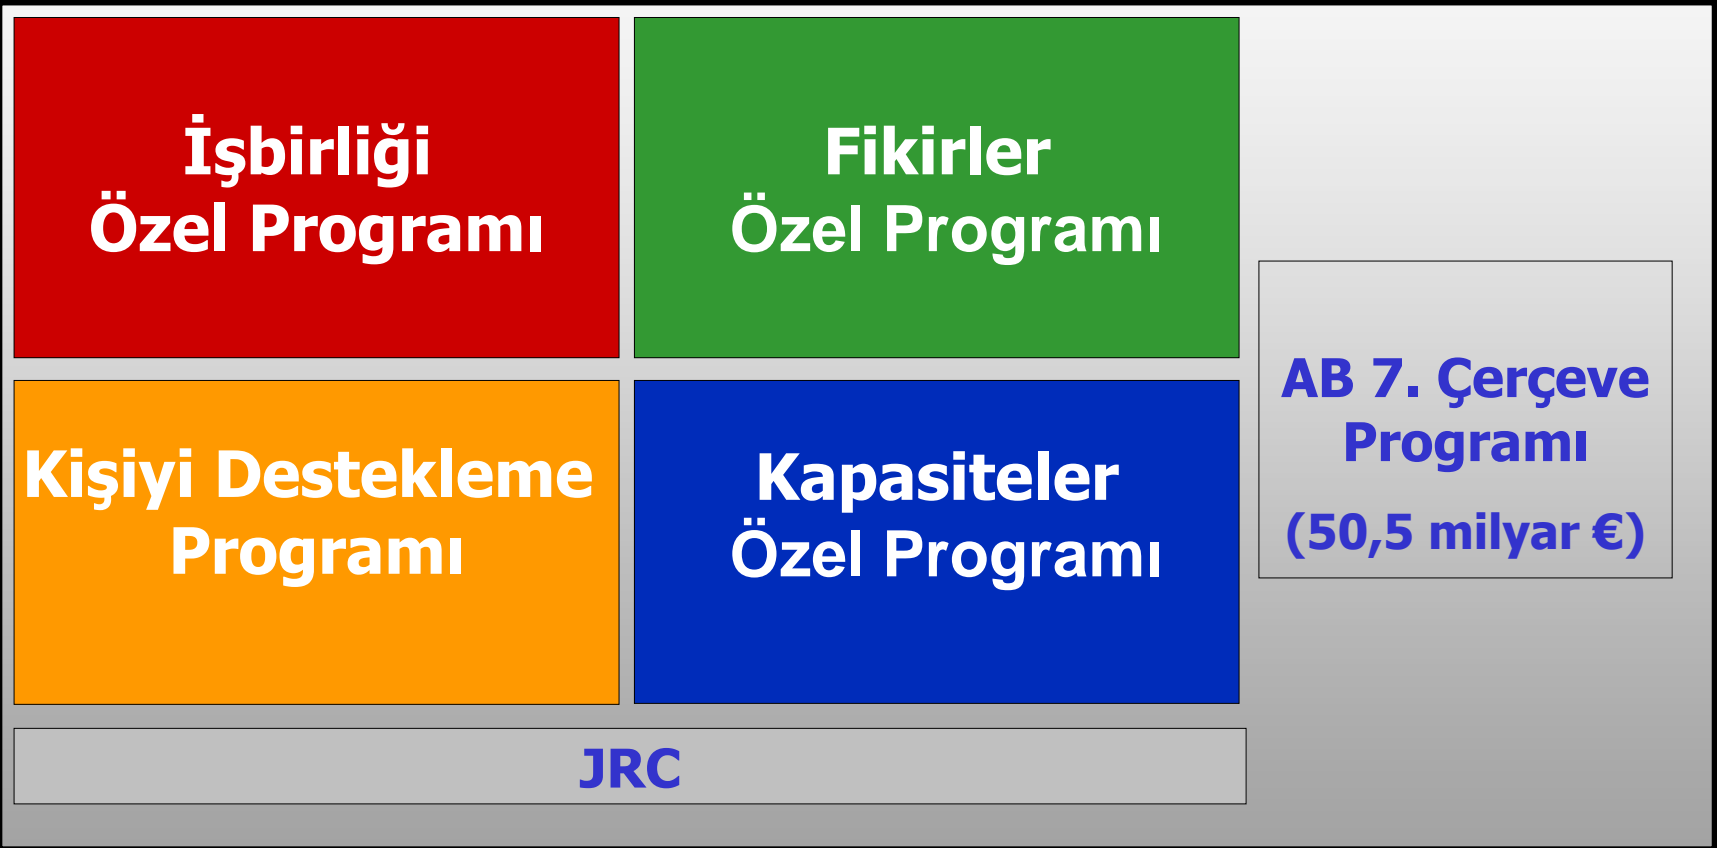 İşbirliği
Özel Programı
Fikirler
Özel Programı
Kişiyi Destekleme
Programı
Kapasiteler
Özel Programı
JRC
AB 7. Çerçeve
Programı
(50,5 milyar €)